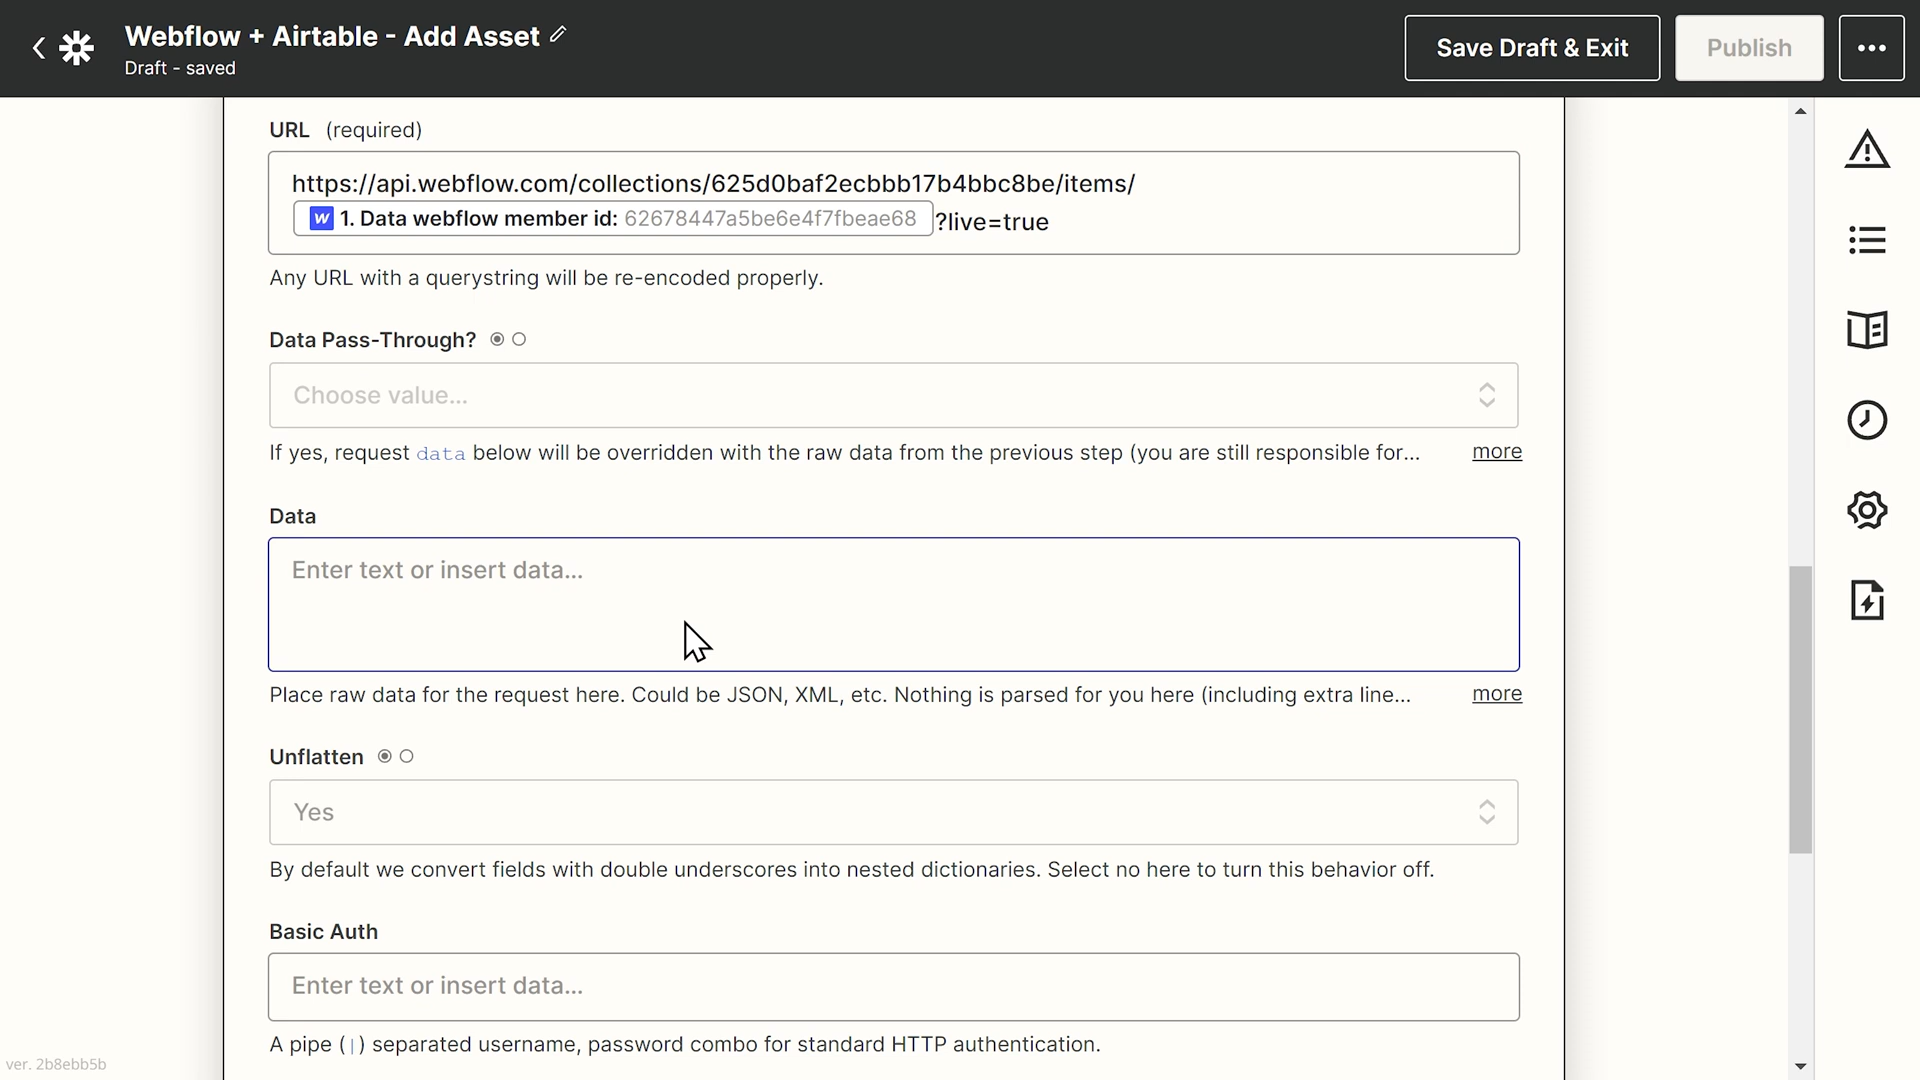 Webflow + Airtable - Add Asset
Draft - saved
Save Draft & Exit
Publish
URL (required)
https://api.webflow.com/collections/625d0baf2ecbbb17b4bbc8be/items/
W 1. Data webflow member id: 62678447a5be6e4f7fbeae68 ?live=true
Any URL with a querystring will be re-encoded properly.
Data Pass-Through?
Choose value...
If yes, request data below will be overridden with the raw data from the previous step (you are still responsible for... more
Data
Enter text or insert data...
Place raw data for the request here. Could be JSON, XML, etc. Nothing is parsed for you here (including extra line... more
Unflatten
Yes
By default we convert fields with double underscores into nested dictionaries. Select no here to turn this behavior off.
Basic Auth
Enter text or insert data...
A pipe (|) separated username, password combo for standard HTTP authentication.
ver. 2b8ebb5b